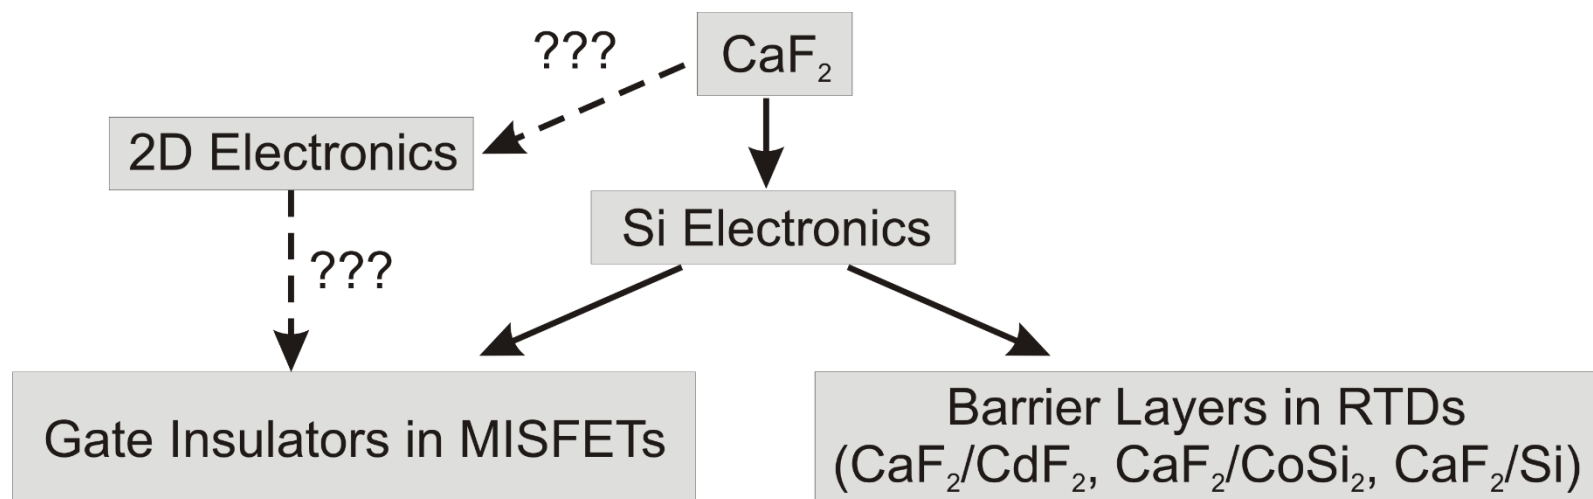 ???
CaF₂
2D Electronics
Si Electronics
???
Gate Insulators in MISFETs
Barrier Layers in RTDs
(CaF₂/CdF₂, CaF₂/CoSi₂, CaF₂/Si)